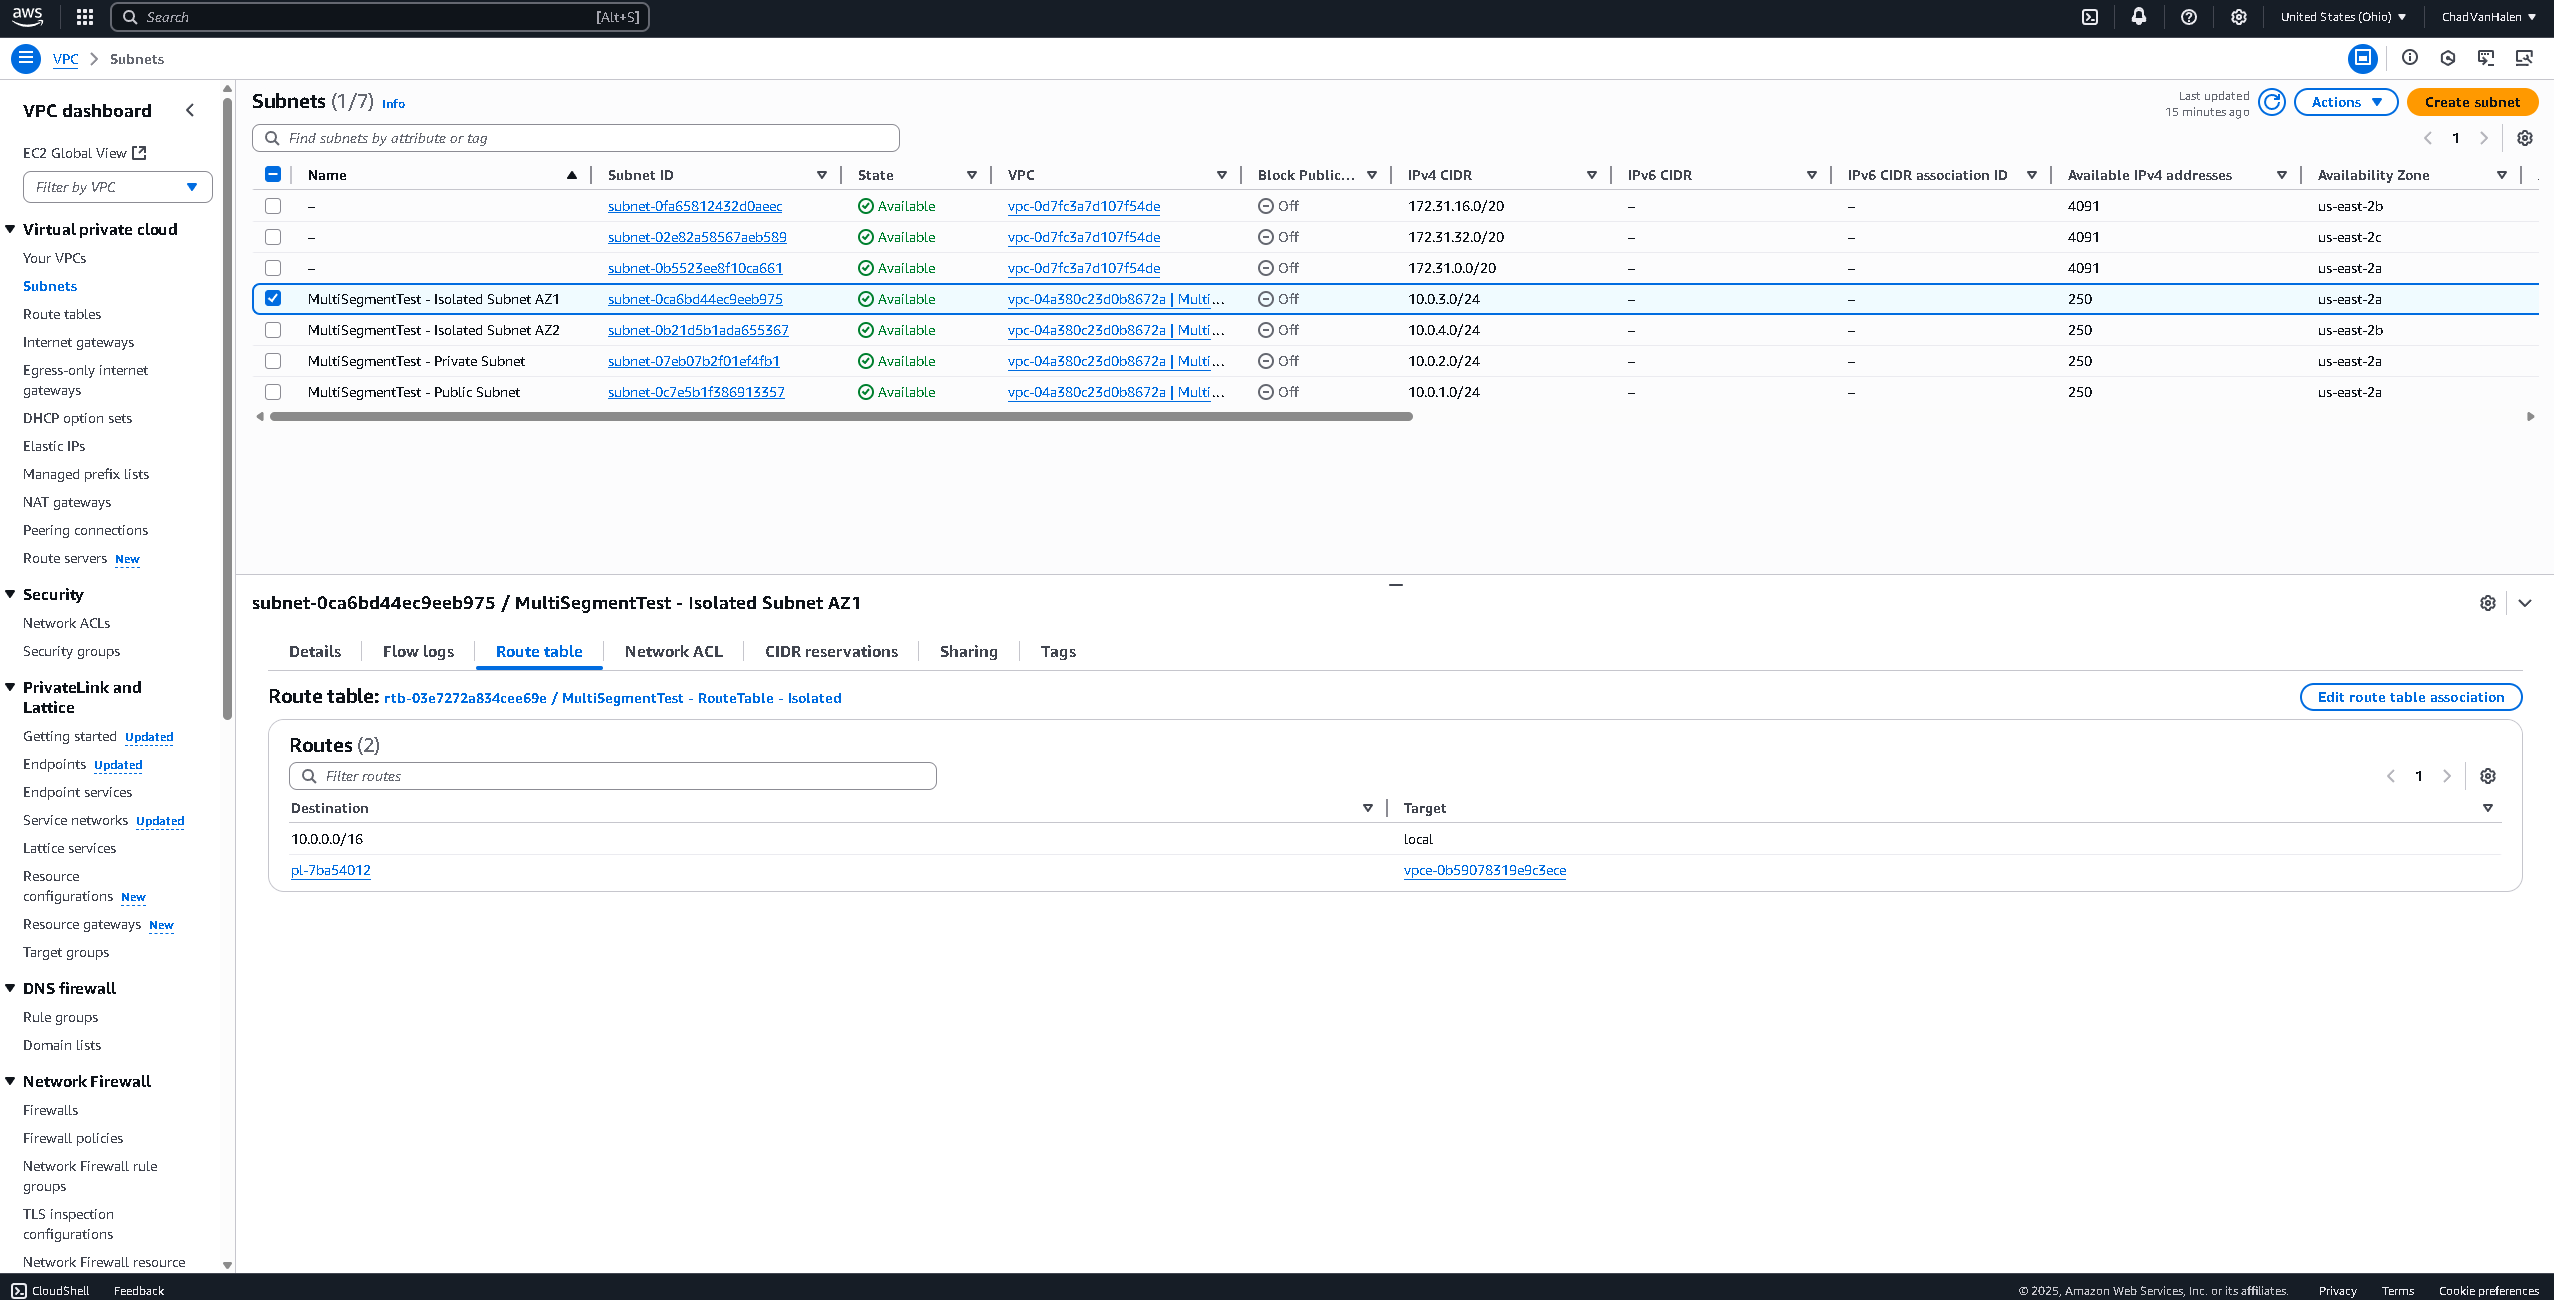 aws
Search [Alt+S]
United States (Ohio)
ChadVanHalen
VPC
Subnets
VPC dashboard
EC2 Global View
Filter by VPC
Virtual private cloud
Your VPCs
Subnets
Route tables
Internet gateways
Egress-only internet
gateways
DHCP option sets
Elastic IPs
Managed prefix lists
NAT gateways
Peering connections
Route servers New
Security
Network ACLs
Security groups
PrivateLink and
Lattice
Getting started Updated
Endpoints Updated
Endpoint services
Service networks Updated
Lattice services
Resource
configurations New
Resource gateways New
Target groups
DNS firewall
Rule groups
Domain lists
Network Firewall
Firewalls
Firewall policies
Network Firewall rule
groups
TLS inspection
configurations
Network Firewall resource
Subnets (1/7) Info
Last updated
15 minutes ago
Actions
Create subnet
Find subnets by attribute or tag
1
Name Subnet ID State VPC Block Public... IPv4 CIDR IPv6 CIDR IPv6 CIDR association ID Available IPv4 addresses Availability Zone
– subnet-0fa65812432d0aeec Available vpc-0d7fc3a7d107f54de Off 172.31.16.0/20 – – 4091 us-east-2b
– subnet-02e82a58567aeb589 Available vpc-0d7fc3a7d107f54de Off 172.31.32.0/20 – – 4091 us-east-2c
– subnet-0b5523ee8f10ca661 Available vpc-0d7fc3a7d107f54de Off 172.31.0.0/20 – – 4091 us-east-2a
MultiSegmentTest - Isolated Subnet AZ1 subnet-0ca6bd44ec9eeb975 Available vpc-04a380c23d0b8672a | Multi... Off 10.0.3.0/24 – – 250 us-east-2a
MultiSegmentTest - Isolated Subnet AZ2 subnet-0b21d5b1ada655367 Available vpc-04a380c23d0b8672a | Multi... Off 10.0.4.0/24 – – 250 us-east-2b
MultiSegmentTest - Private Subnet subnet-07eb07b2f01ef4fb1 Available vpc-04a380c23d0b8672a | Multi... Off 10.0.2.0/24 – – 250 us-east-2a
MultiSegmentTest - Public Subnet subnet-0c7e5b1f386913357 Available vpc-04a380c23d0b8672a | Multi... Off 10.0.1.0/24 – – 250 us-east-2a
subnet-0ca6bd44ec9eeb975 / MultiSegmentTest - Isolated Subnet AZ1
Details Flow logs Route table Network ACL CIDR reservations Sharing Tags
Route table: rtb-03e7272a834cee69e / MultiSegmentTest - RouteTable - Isolated
Edit route table association
Routes (2)
Filter routes
1
Destination Target
10.0.0.0/16 local
pl-7ba54012 vpce-0b59078319e9c3ece
CloudShell Feedback
© 2025, Amazon Web Services, Inc. or its affiliates. Privacy Terms Cookie preferences